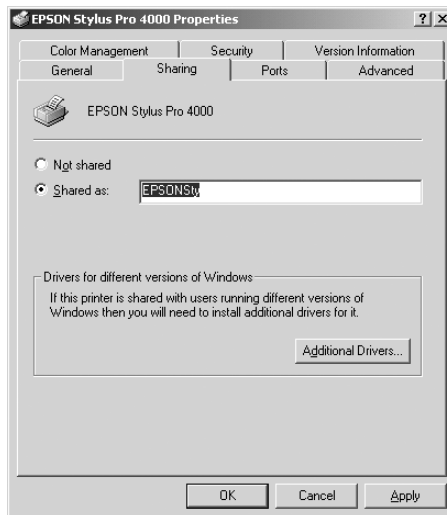 EPSON Stylus Pro 4000 Properties
Color Management Security Version Information
General Sharing Ports Advanced
EPSON Stylus Pro 4000
Not shared
Shared as: EPSONSty
Drivers for different versions of Windows
If this printer is shared with users running different versions of
Windows then you will need to install additional drivers for it.
Additional Drivers...
OK Cancel Apply